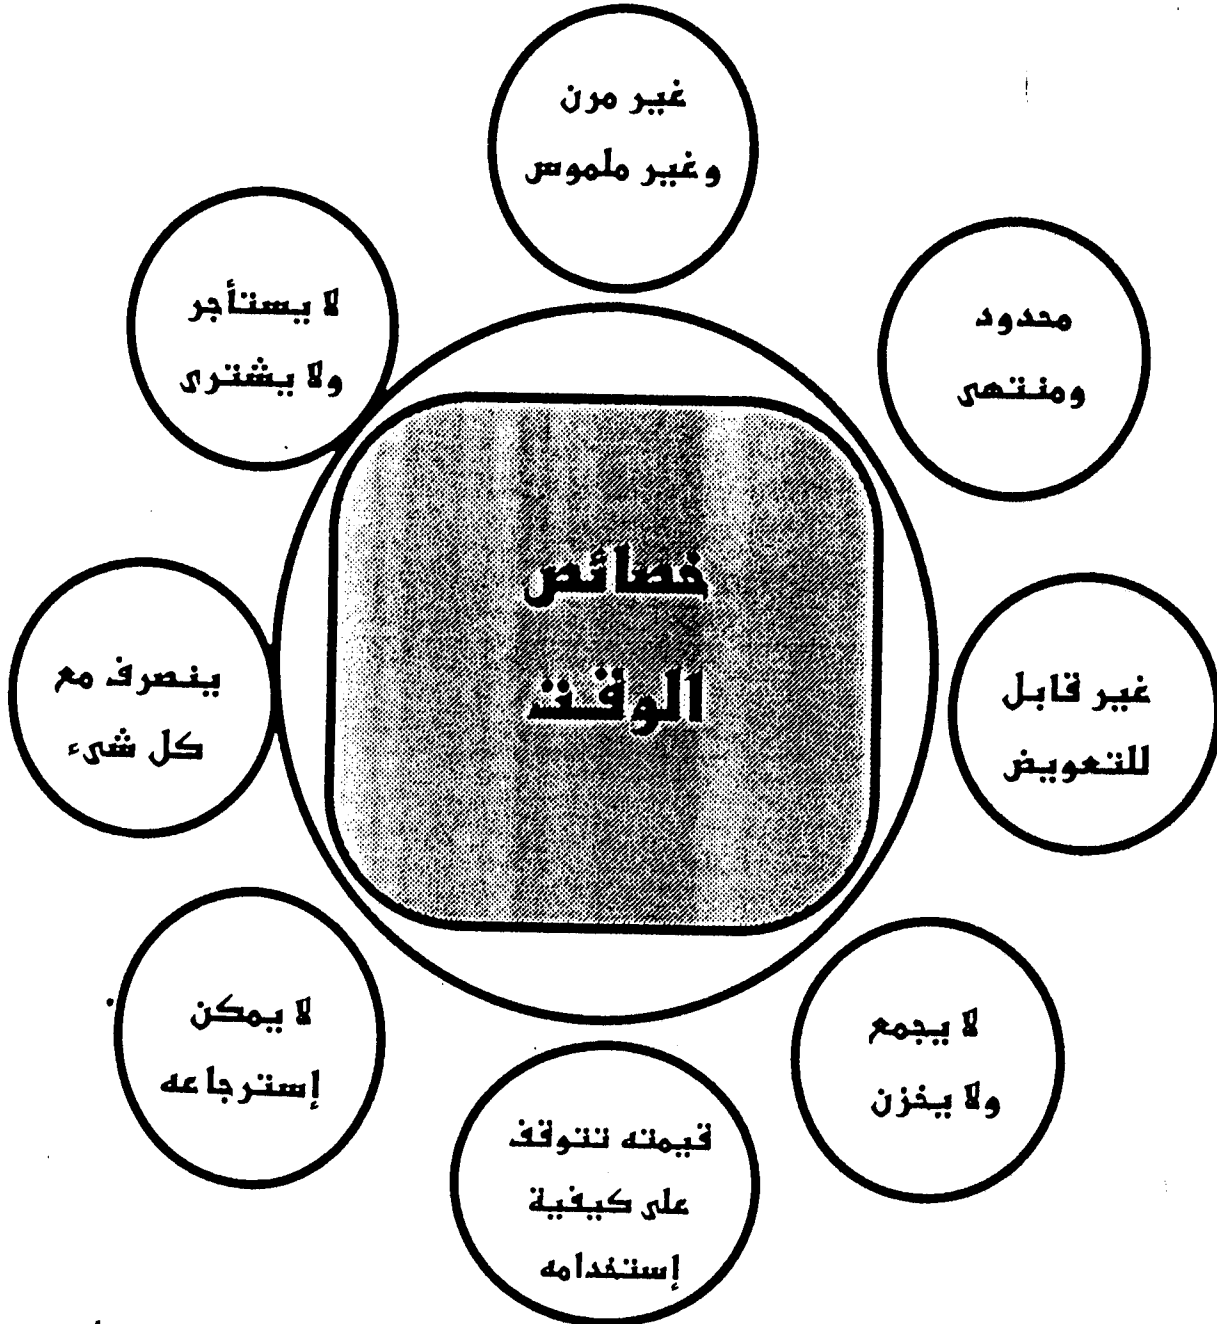 خصائص
الوقت
غير مرن
وغير ملموس
محدود
ومنتهى
غير قابل
للتعويض
لا يجمع
ولا يخزن
قيمته تتوقف
على كيفية
إستخدامه
لا يمكن
إسترجاعه
ينصرف مع
كل شىء
لا يستأجر
ولا يشترى